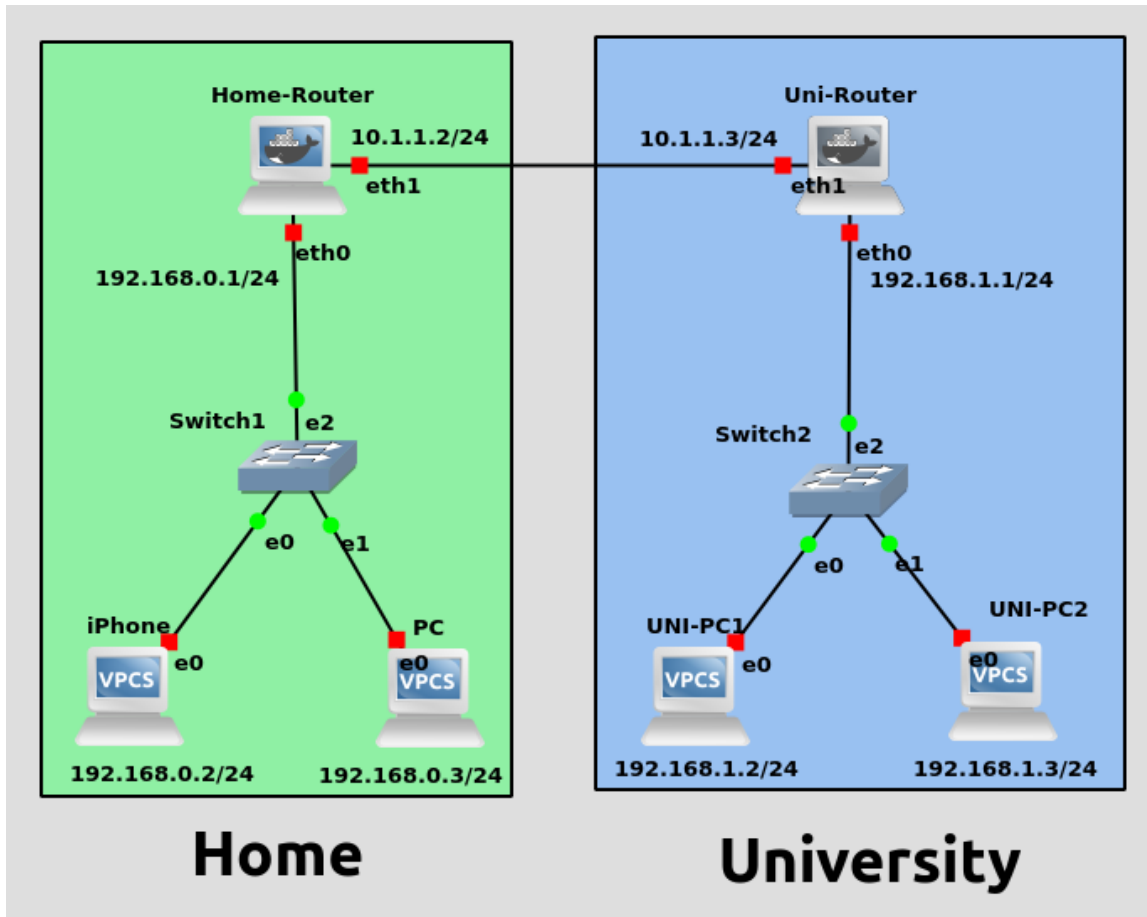 Home-Router
10.1.1.2/24
eth1
eth0
192.168.0.1/24
Switch1
e2
e0
e1
iPhone
e0
VPCS
192.168.0.2/24
PC
e0
VPCS
192.168.0.3/24
Home
Uni-Router
10.1.1.3/24
eth1
eth0
192.168.1.1/24
Switch2
e2
e0
e1
UNI-PC1
e0
VPCS
192.168.1.2/24
UNI-PC2
e0
VPCS
192.168.1.3/24
University